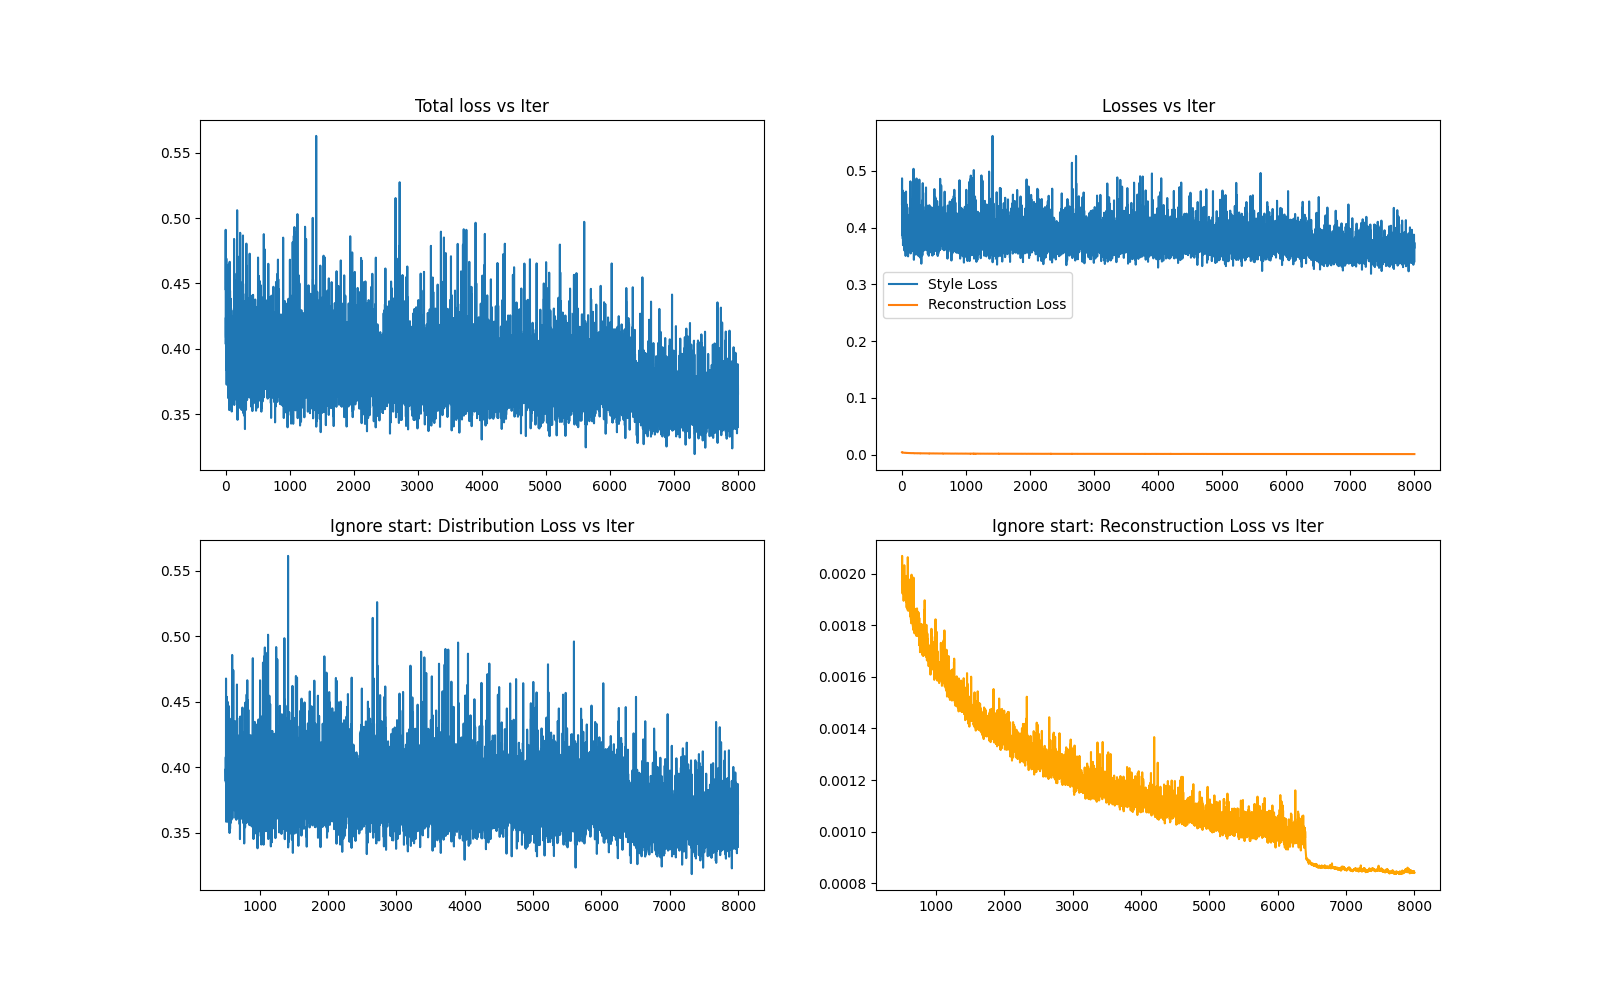 Total loss vs Iter
0.55
0.50
0.45
0.40
0.35
0 1000 2000 3000 4000 5000 6000 7000 8000
Losses vs Iter
0.5
0.4
0.3
0.2
0.1
0.0
Style Loss
Reconstruction Loss
0 1000 2000 3000 4000 5000 6000 7000 8000
Ignore start: Distribution Loss vs Iter
0.55
0.50
0.45
0.40
0.35
1000 2000 3000 4000 5000 6000 7000 8000
Ignore start: Reconstruction Loss vs Iter
0.0020
0.0018
0.0016
0.0014
0.0012
0.0010
0.0008
1000 2000 3000 4000 5000 6000 7000 8000